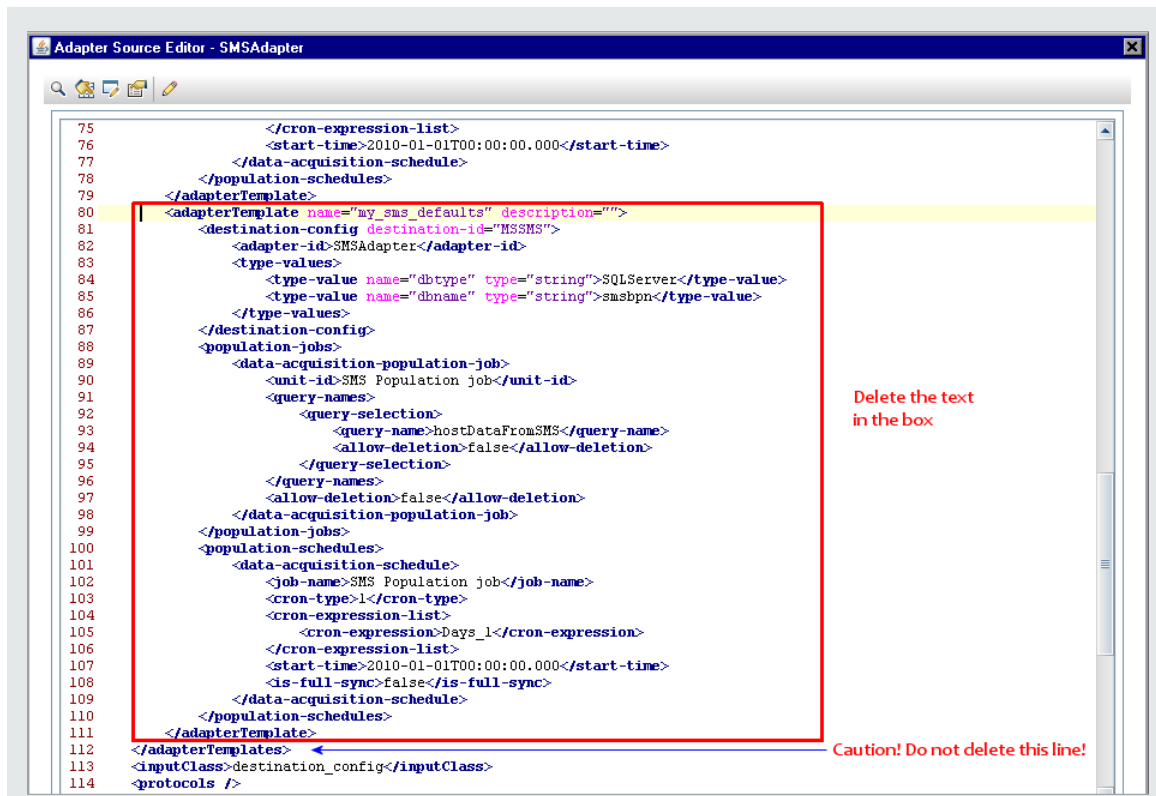 Adapter Source Editor - SMSAdapter
75 </cron-expression-list>
76 <start-time>2010-01-01T00:00:00.000</start-time>
77 </data-acquisition-schedule>
78 </population-schedules>
79 </adapterTemplate>
80 <adapterTemplate name="my_sms_defaults" description="">
81 <destination-config destination-id="MSSMS">
82 <adapter-id>SMSAdapter</adapter-id>
83 <type-values>
84 <type-value name="dbtype" type="string">SQLServer</type-value>
85 <type-value name="dbname" type="string">smsbpn</type-value>
86 </type-values>
87 </destination-config>
88 <population-jobs>
89 <data-acquisition-population-job>
90 <unit-id>SMS Population job</unit-id>
91 <query-names>
92 <query-selection>
93 <query-name>hostDataFromSMS</query-name>
94 <allow-deletion>false</allow-deletion>
95 </query-selection>
96 </query-names>
97 <allow-deletion>false</allow-deletion>
98 </data-acquisition-population-job>
99 </population-jobs>
100 <population-schedules>
101 <data-acquisition-schedule>
102 <job-name>SMS Population job</job-name>
103 <cron-type>1</cron-type>
104 <cron-expression-list>
105 <cron-expression>Days_1</cron-expression>
106 </cron-expression-list>
107 <start-time>2010-01-01T00:00:00.000</start-time>
108 <is-full-sync>false</is-full-sync>
109 </data-acquisition-schedule>
110 </population-schedules>
111 </adapterTemplate>
112 </adapterTemplates>
113 <inputClass>destination_config</inputClass>
114 <protocols />
Delete the text
in the box
Caution! Do not delete this line!